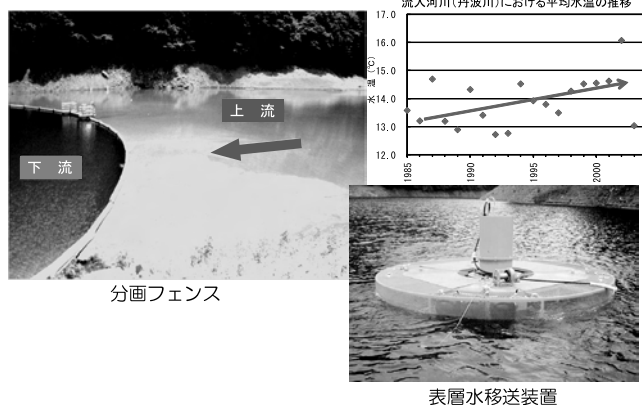 流入河川（丹波川）における平均水温の推移
水温（℃）
17.0
16.0
15.0
14.0
13.0
12.0
1985
1990
1995
2000
上 流
下 流
分画フェンス
表層水移送装置